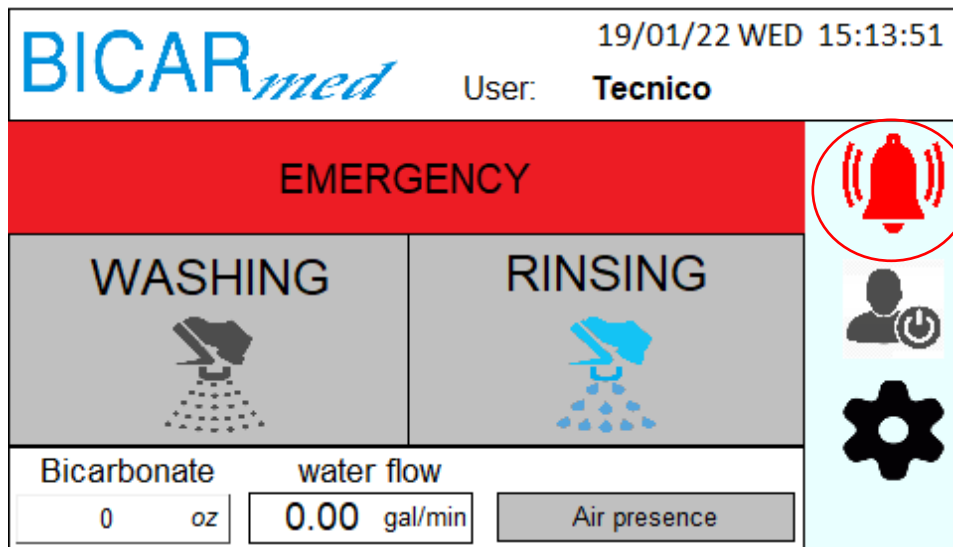 BICARmed
19/01/22 WED 15:13:51
User: Tecnico
EMERGENCY
WASHING
RINSING
Bicarbonate
water flow
0 oz
0.00 gal/min
Air presence